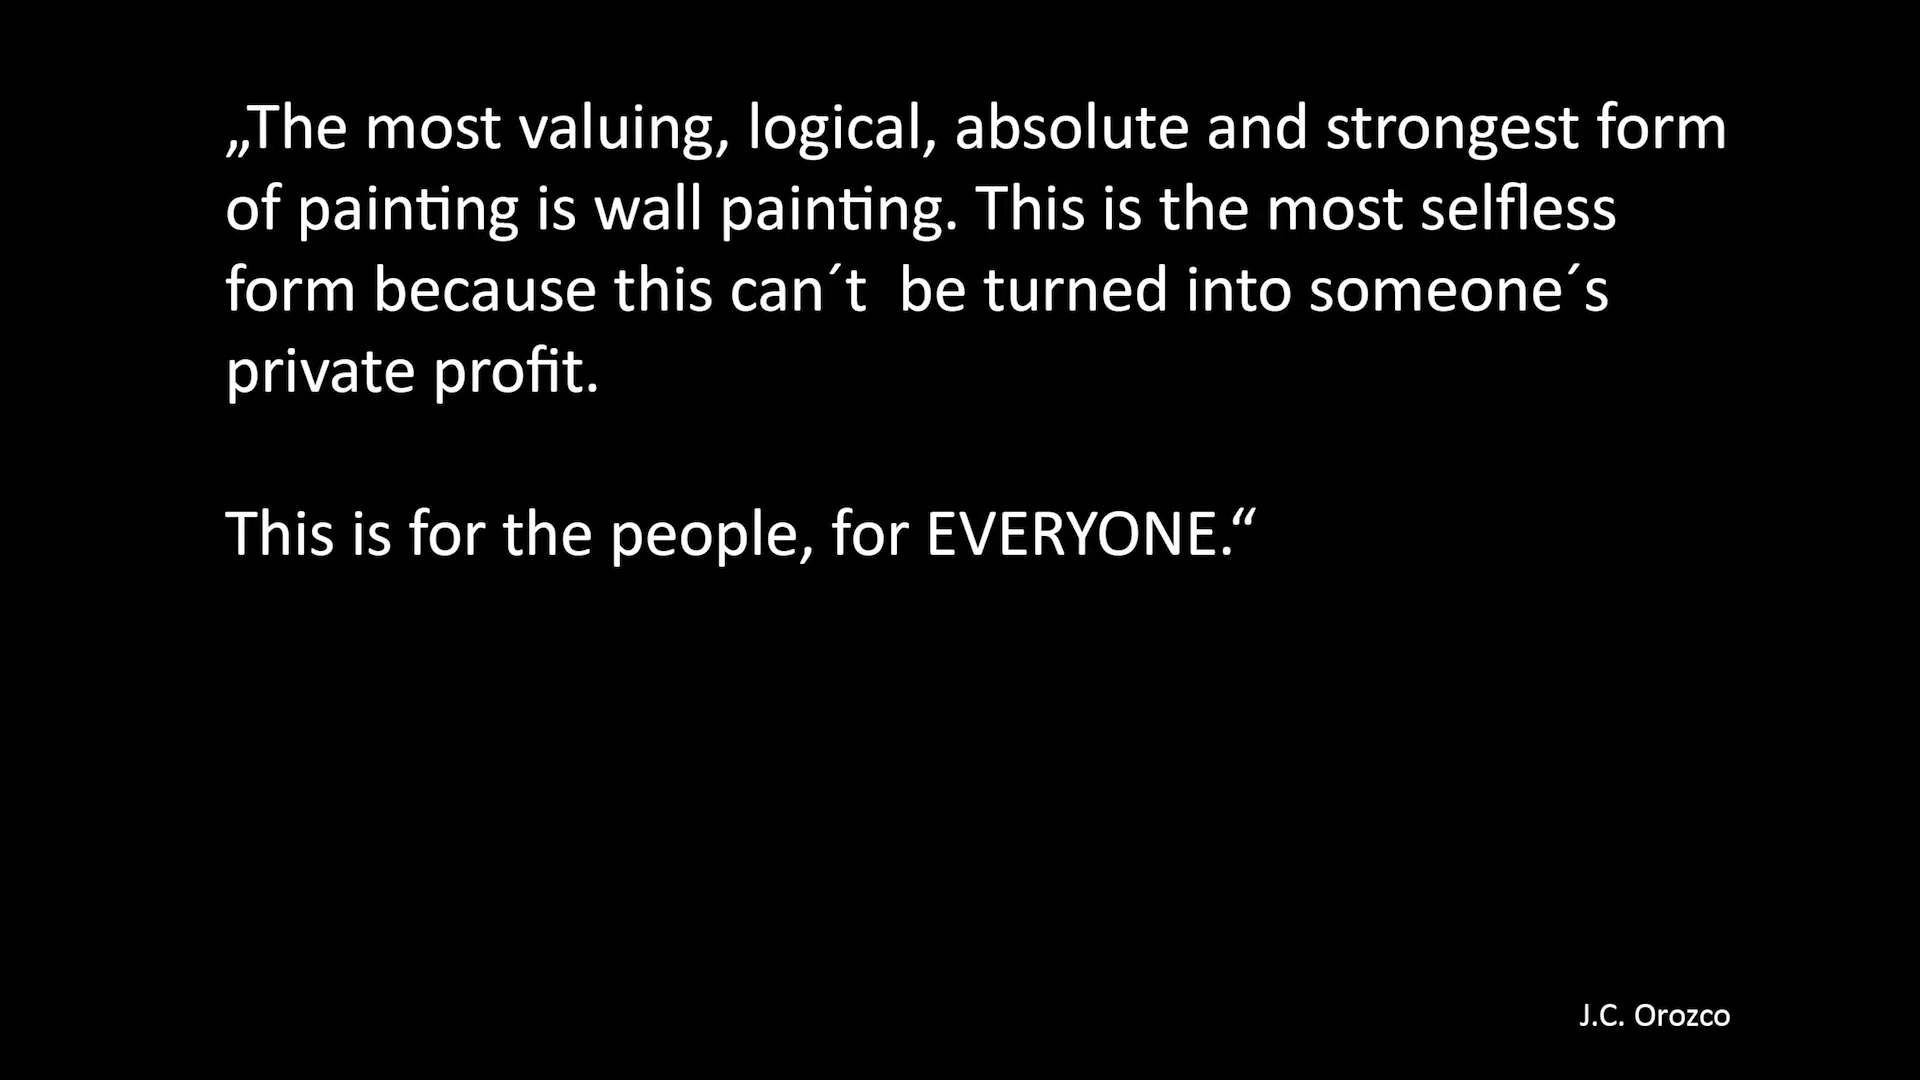 „The most valuing, logical, absolute and strongest form
of painting is wall painting. This is the most selfless
form because this can´t  be turned into someone´s
private profit.
This is for the people, for EVERYONE.“
J.C. Orozco